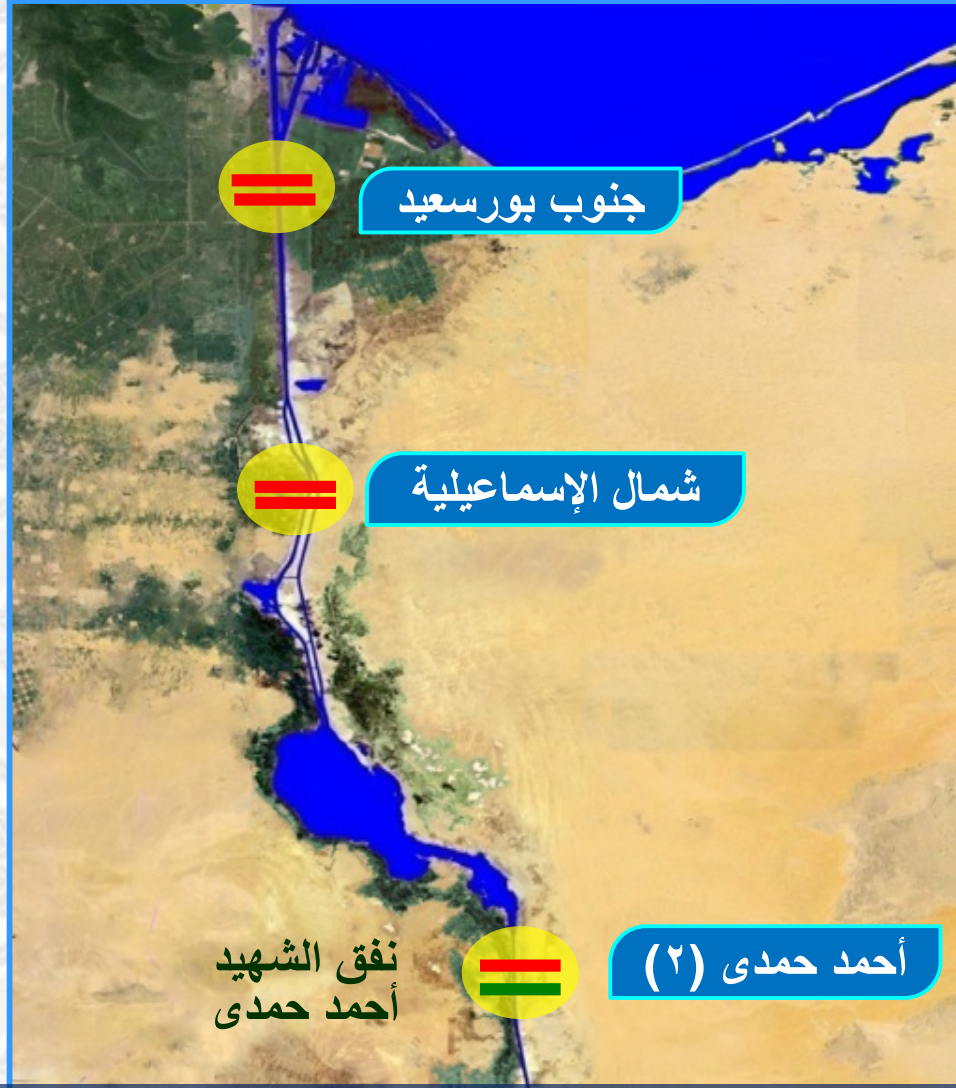 جنوب بورسعيد
شمال الإسماعيلية
أحمد حمدى (٢)
نفق الشهيد
أحمد حمدى